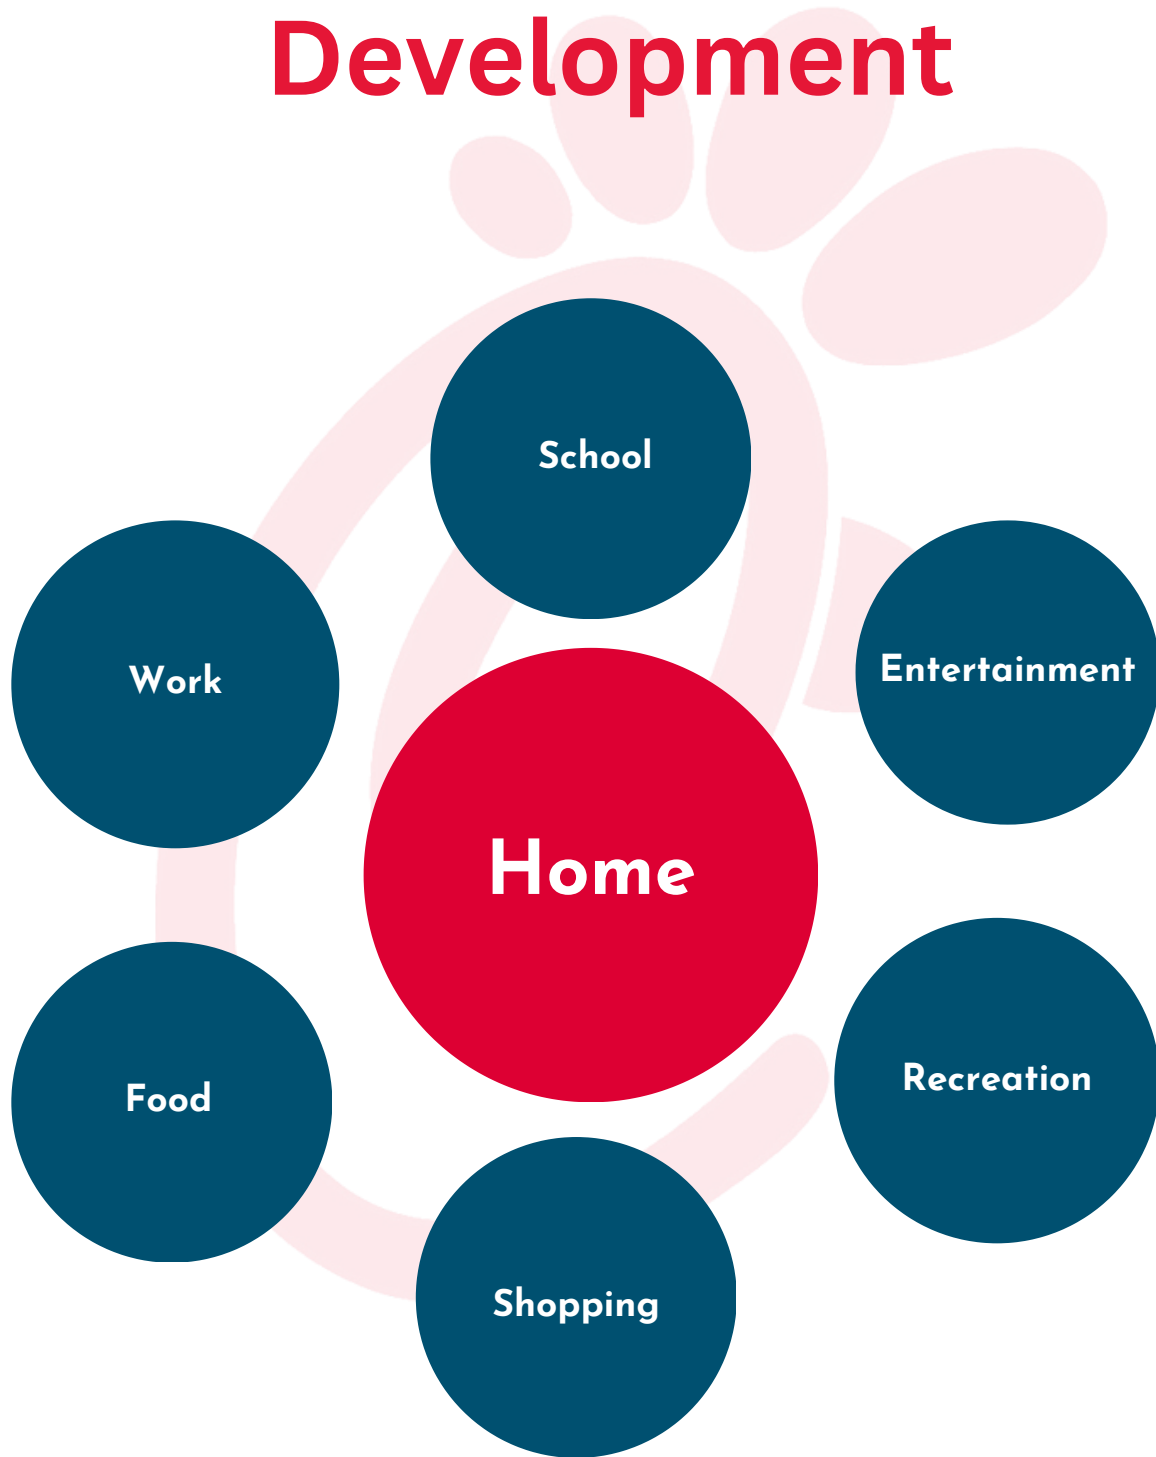 Development
School
Work
Entertainment
Home
Food
Recreation
Shopping